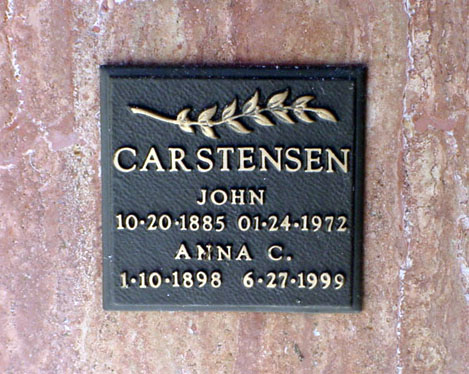 CARSTENSEN
JOHN
10·20·1885 01·24·1972
ANNA C.
1·10·1898 6·27·1999